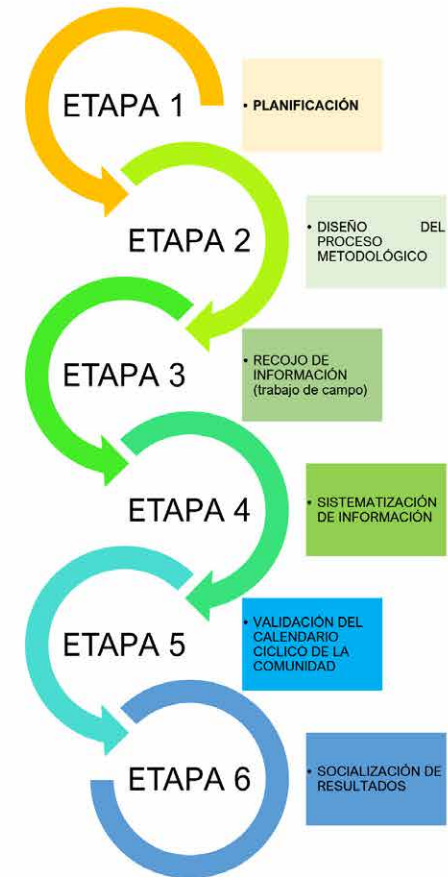 ETAPA 1
• PLANIFICACIÓN
ETAPA 2
• DISEÑO DEL
PROCESO
METODOLÓGICO
ETAPA 3
• RECOJO DE
INFORMACIÓN
(trabajo de campo)
ETAPA 4
• SISTEMATIZACIÓN
DE INFORMACIÓN
ETAPA 5
• VALIDACIÓN DEL
CALENDARIO
CICLICO DE LA
COMUNIDAD
ETAPA 6
• SOCIALIZACIÓN DE
RESULTADOS